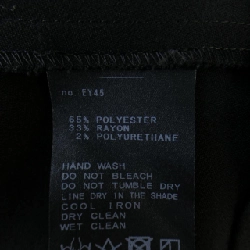 no. E145
65% POLYESTER
33% RAYON
2% POLYURETHANE
HAND WASH
DO NOT BLEACH
DO NOT TUMBLE DRY
LINE DRY IN THE SHADE
COOL IRON
DRY CLEAN
WET CLEAN